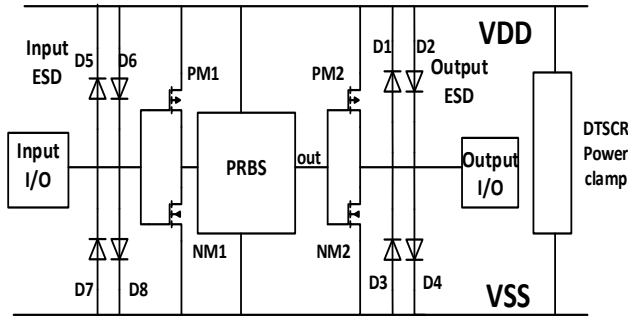 VDD
Input
ESD
D5
D6
PM1
PM2
D1
D2
Output
ESD
Input
I/O
PRBS
out
Output
I/O
DTSCR
Power
clamp
D7
D8
NM1
NM2
D3
D4
VSS